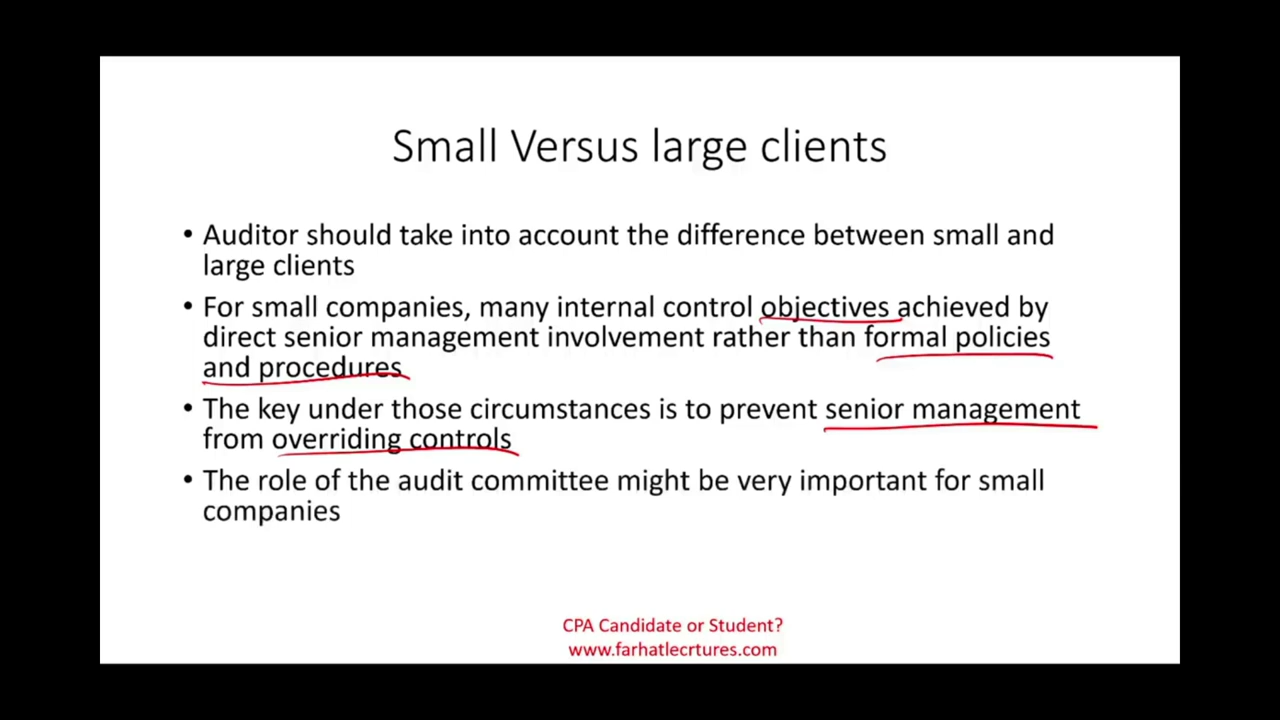 Small Versus large clients
• Auditor should take into account the difference between small and
large clients
• For small companies, many internal control objectives achieved by
direct senior management involvement rather than formal policies
and procedures
• The key under those circumstances is to prevent senior management
from overriding controls
• The role of the audit committee might be very important for small
companies
CPA Candidate or Student?
www.farhatlecrtures.com